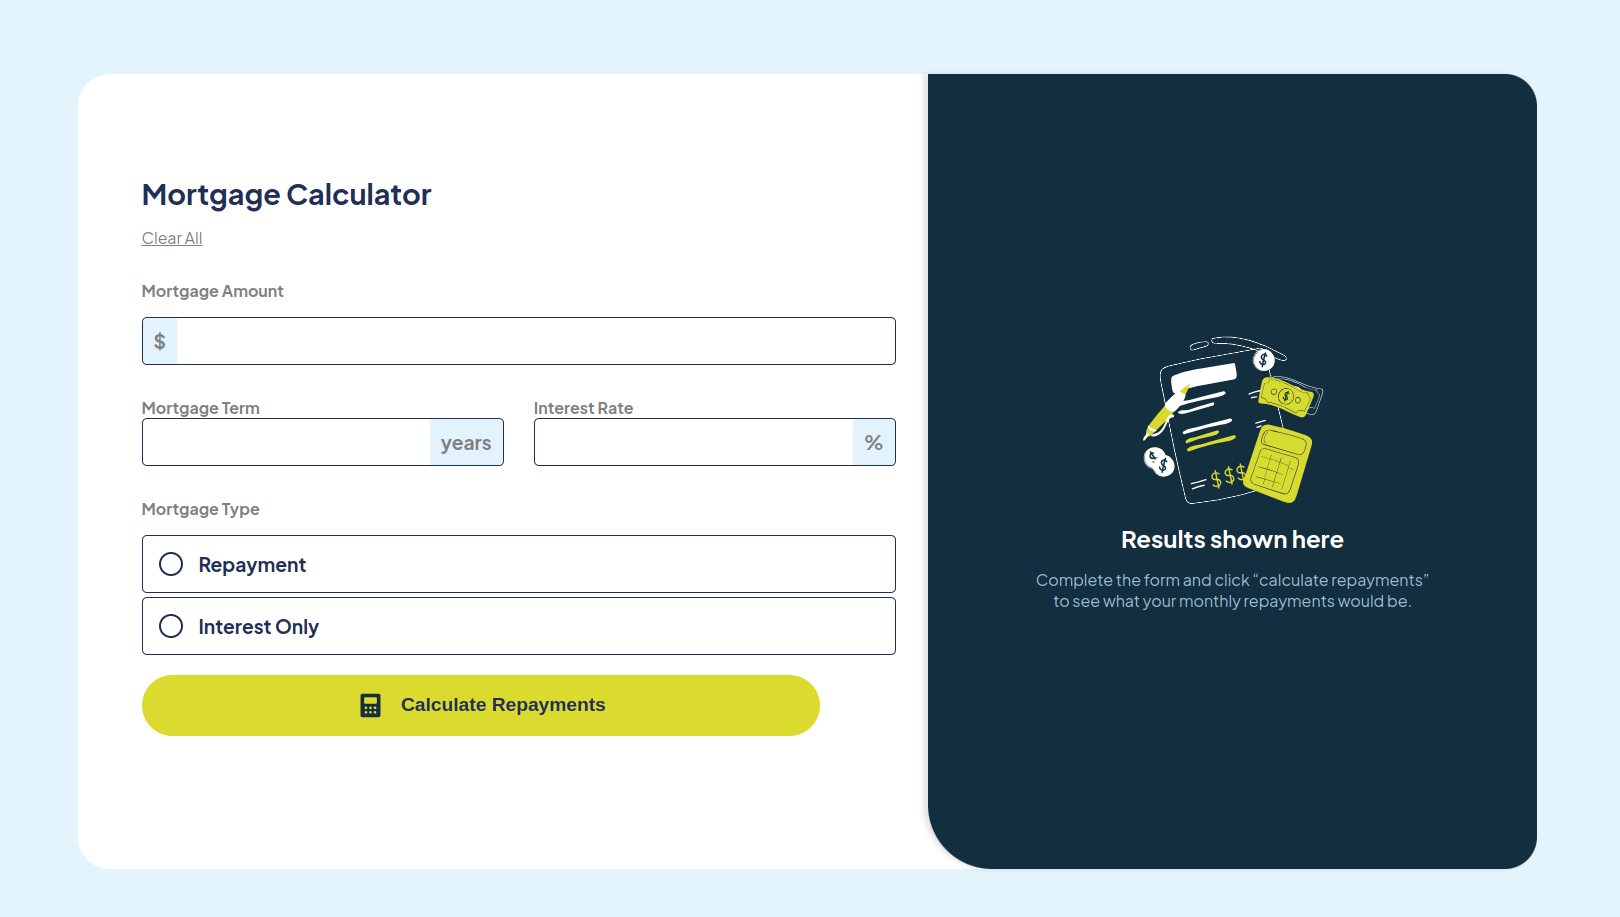 Mortgage Calculator
Clear All
Mortgage Amount
$
Mortgage Term
years
Interest Rate
%
Mortgage Type
Repayment
Interest Only
Calculate Repayments
$
$
$
$
$$$
Results shown here
Complete the form and click “calculate repayments”
to see what your monthly repayments would be.